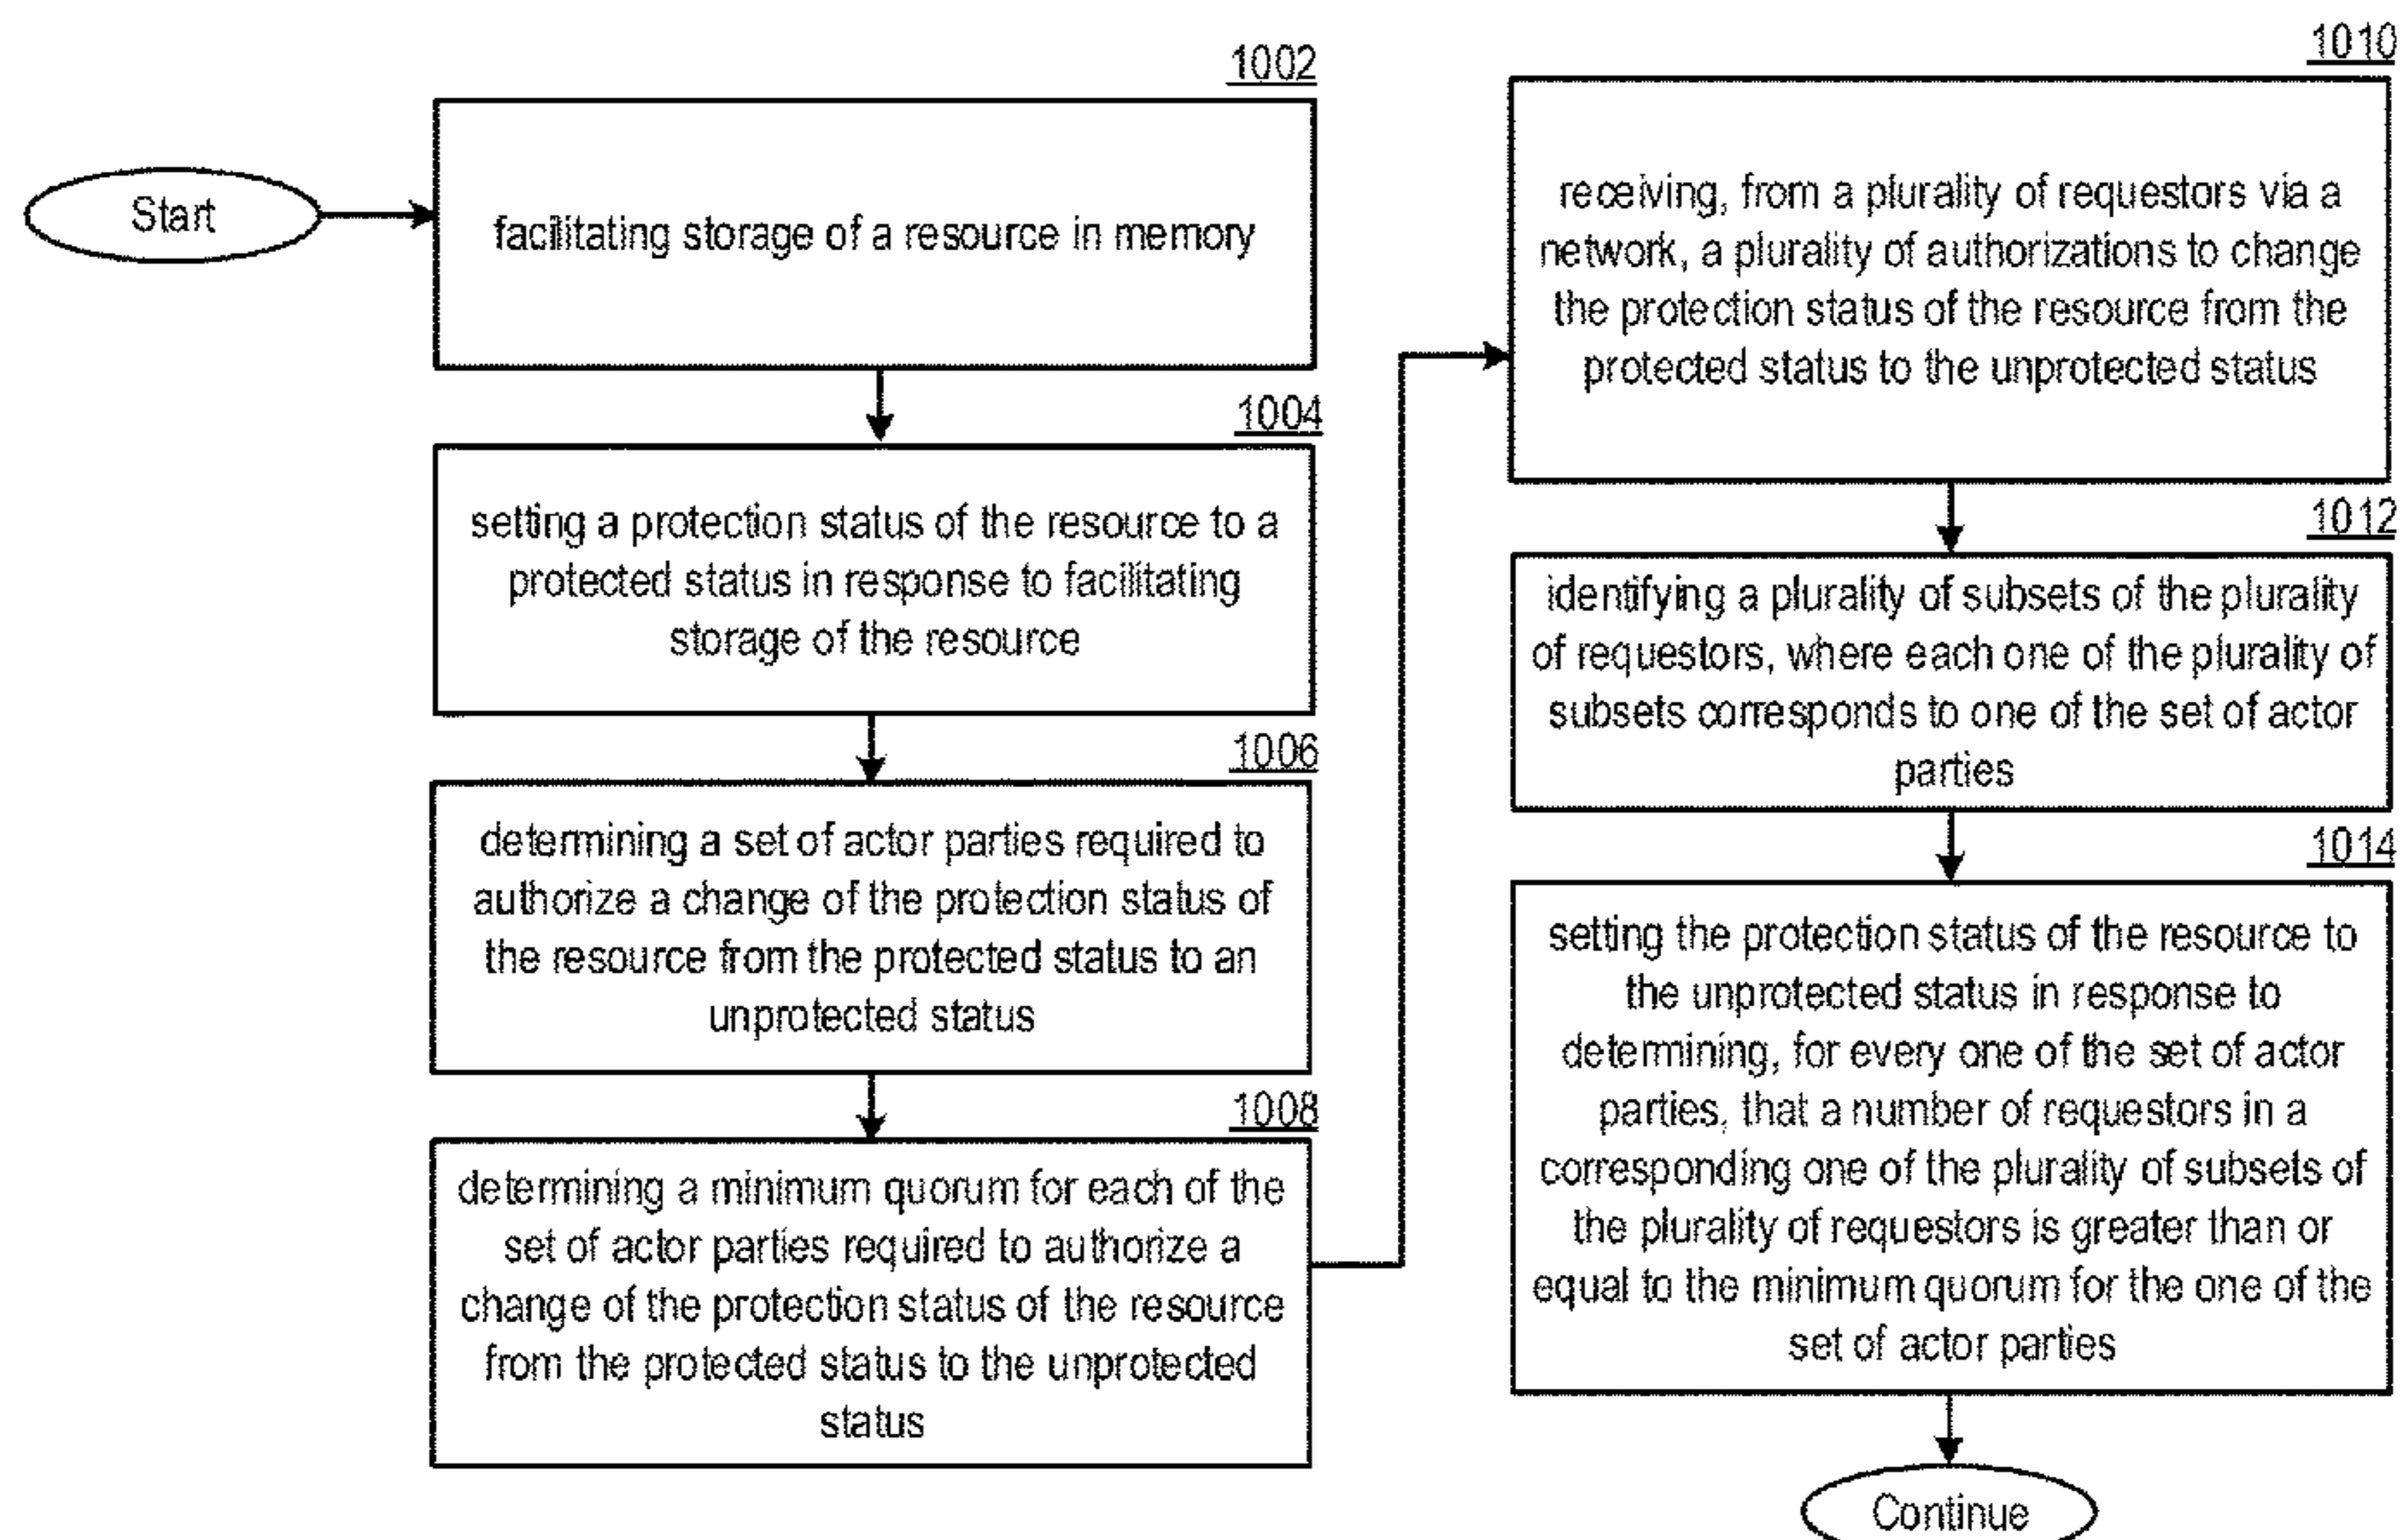 Start
1002
facilitating storage of a resource in memory
1004
setting a protection status of the resource to a
protected status in response to facilitating
storage of the resource
1006
determining a set of actor parties required to
authorize a change of the protection status of
the resource from the protected status to an
unprotected status
1008
determining a minimum quorum for each of the
set of actor parties required to authorize a
change of the protection status of the resource
from the protected status to the unprotected
status
1010
receiving, from a plurality of requestors via a
network, a plurality of authorizations to change
the protection status of the resource from the
protected status to the unprotected status
1012
identifying a plurality of subsets of the plurality
of requestors, where each one of the plurality of
subsets corresponds to one of the set of actor
parties
1014
setting the protection status of the resource to
the unprotected status in response to
determining, for every one of the set of actor
parties, that a number of requestors in a
corresponding one of the plurality of subsets of
the plurality of requestors is greater than or
equal to the minimum quorum for the one of the
set of actor parties
Continue